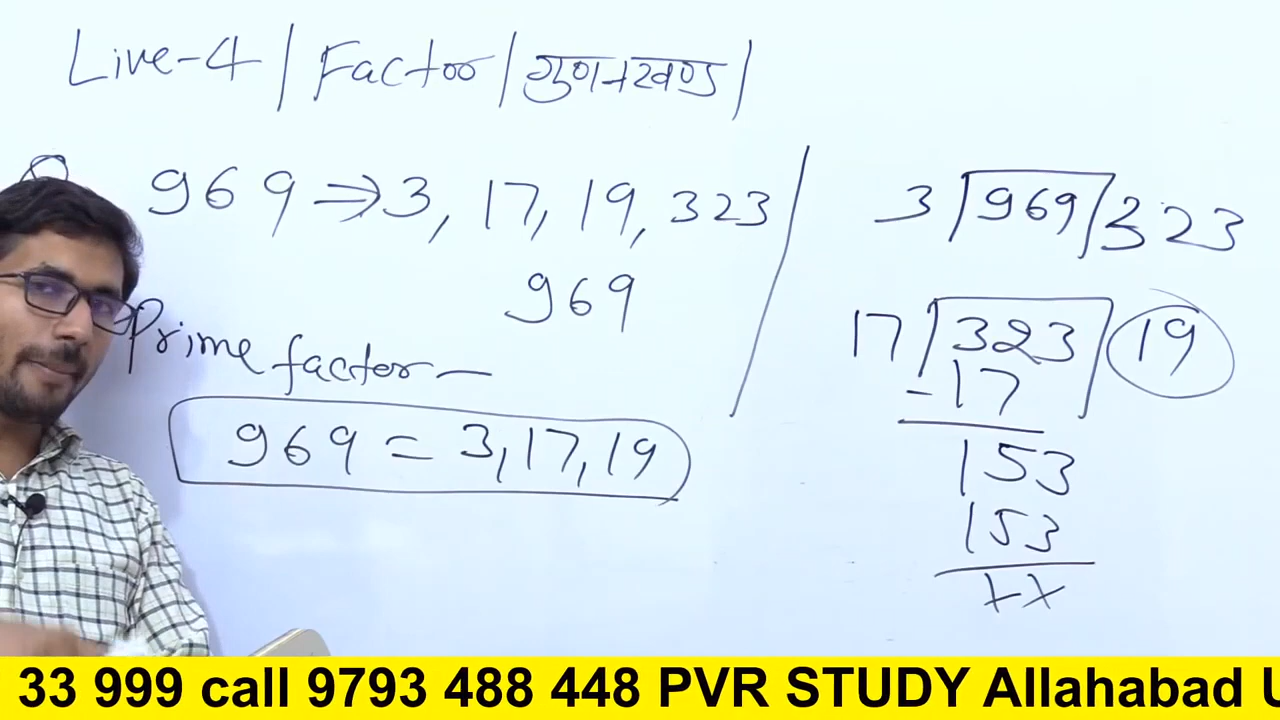 Live-4 | Factor | गुणनखण्ड |
969 ⇒ 3, 17, 19, 323
969
Prime factor –
969 = 3, 17, 19
3 | 969 / 323
17 | 323 / 19
-17
153
153
××
33 999 call 9793 488 448 PVR STUDY Allahabad U